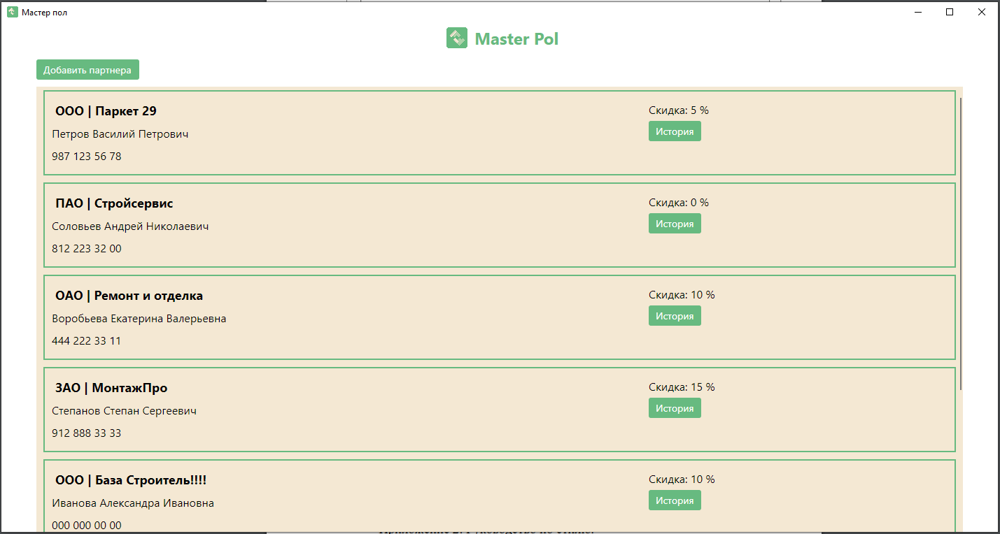 Мастер пол
Master Pol
Добавить партнера
ООО | Паркет 29
Скидка: 5 %
Петров Василий Петрович
История
987 123 56 78
ПАО | Стройсервис
Скидка: 0 %
Соловьев Андрей Николаевич
История
812 223 32 00
ОАО | Ремонт и отделка
Скидка: 10 %
Воробьева Екатерина Валерьевна
История
444 222 33 11
ЗАО | МонтажПро
Скидка: 15 %
Степанов Степан Сергеевич
История
912 888 33 33
ООО | База Строитель!!!!
Скидка: 10 %
Иванова Александра Ивановна
История
000 000 00 00